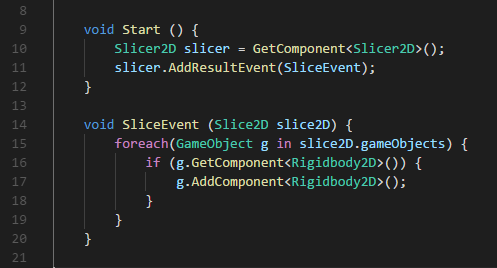 8
9 void Start () {
10 Slicer2D slicer = GetComponent<Slicer2D>();
11 slicer.AddResultEvent(SliceEvent);
12 }
13
14 void SliceEvent (Slice2D slice2D) {
15 foreach(GameObject g in slice2D.gameObjects) {
16 if (g.GetComponent<Rigidbody2D>()) {
17 g.AddComponent<Rigidbody2D>();
18 }
19 }
20 }
21